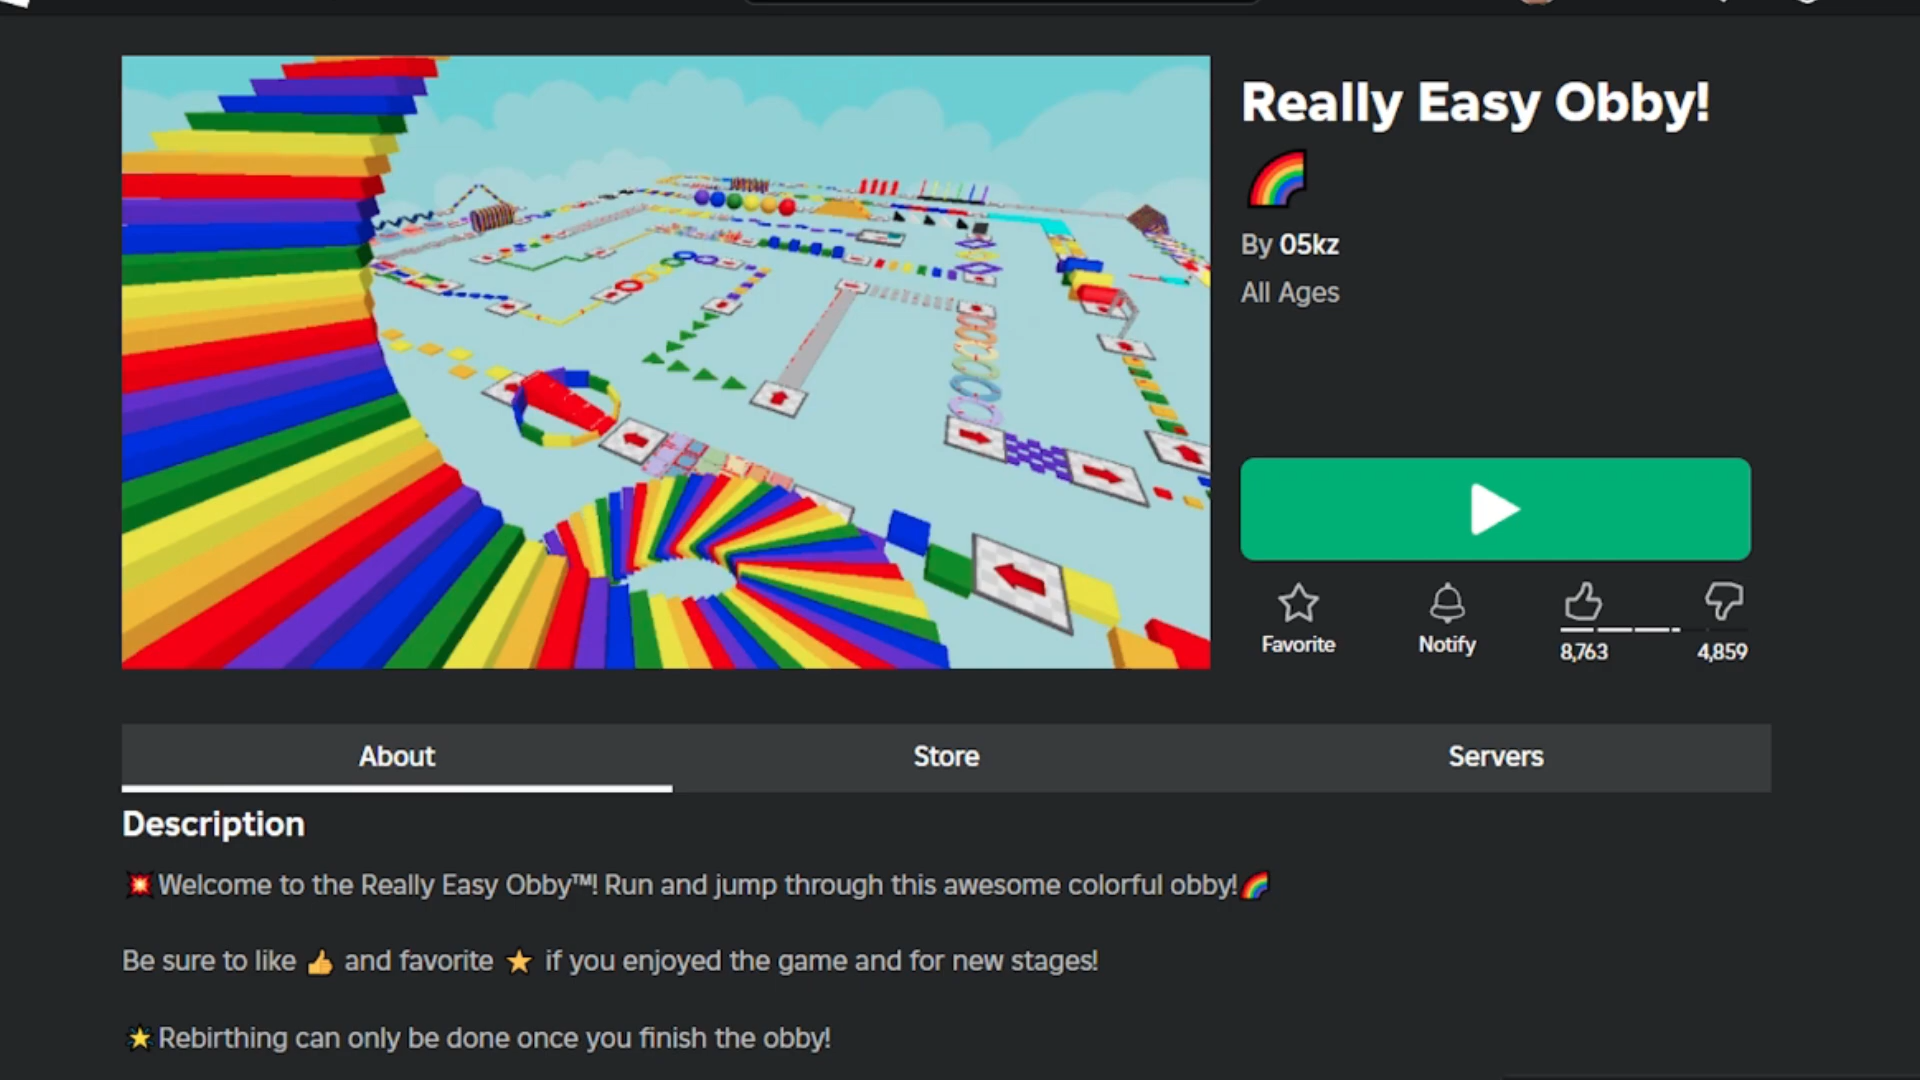 Really Easy Obby!
🌈
By 05kz
All Ages
Favorite
Notify
8,763
4,859
About
Store
Servers
Description
💥Welcome to the Really Easy Obby™! Run and jump through this awesome colorful obby!🌈
Be sure to like 👍 and favorite ⭐ if you enjoyed the game and for new stages!
🌟Rebirthing can only be done once you finish the obby!